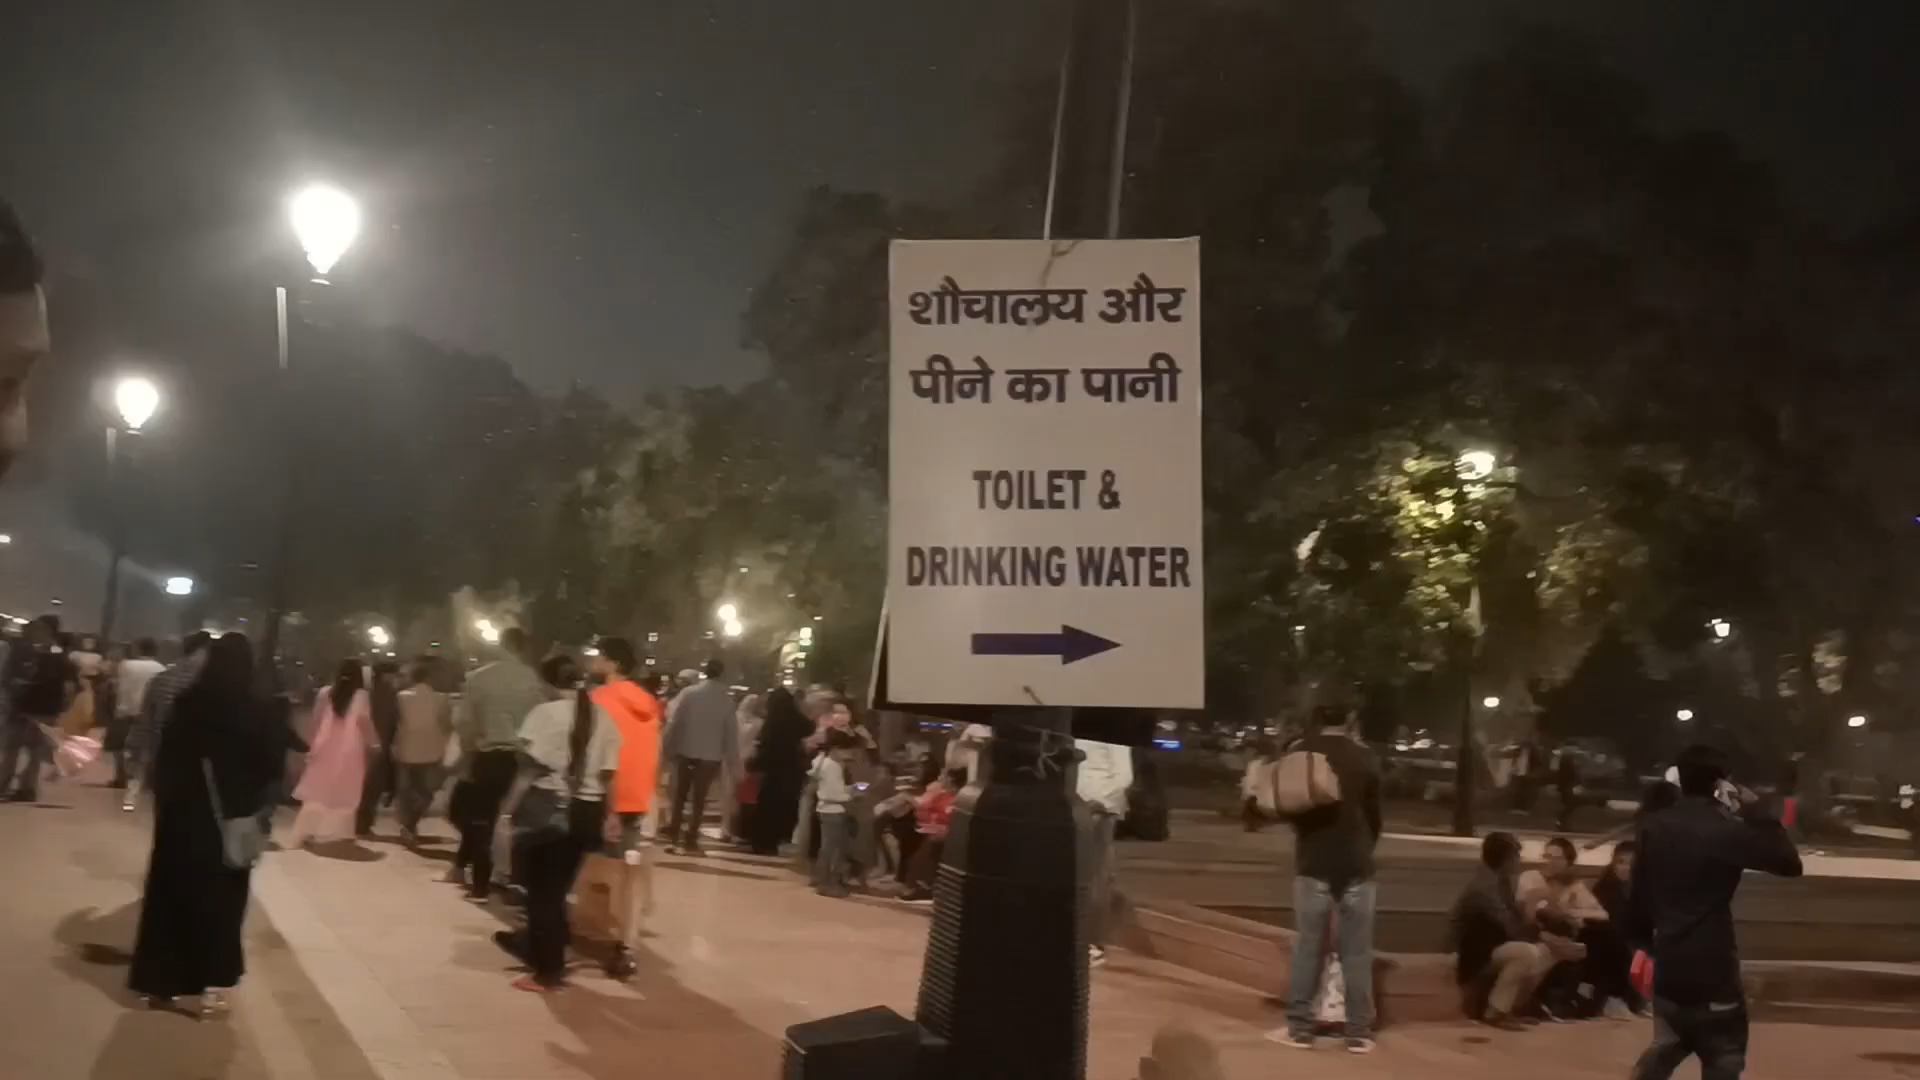 शौचालय और
पीने का पानी
TOILET &
DRINKING WATER